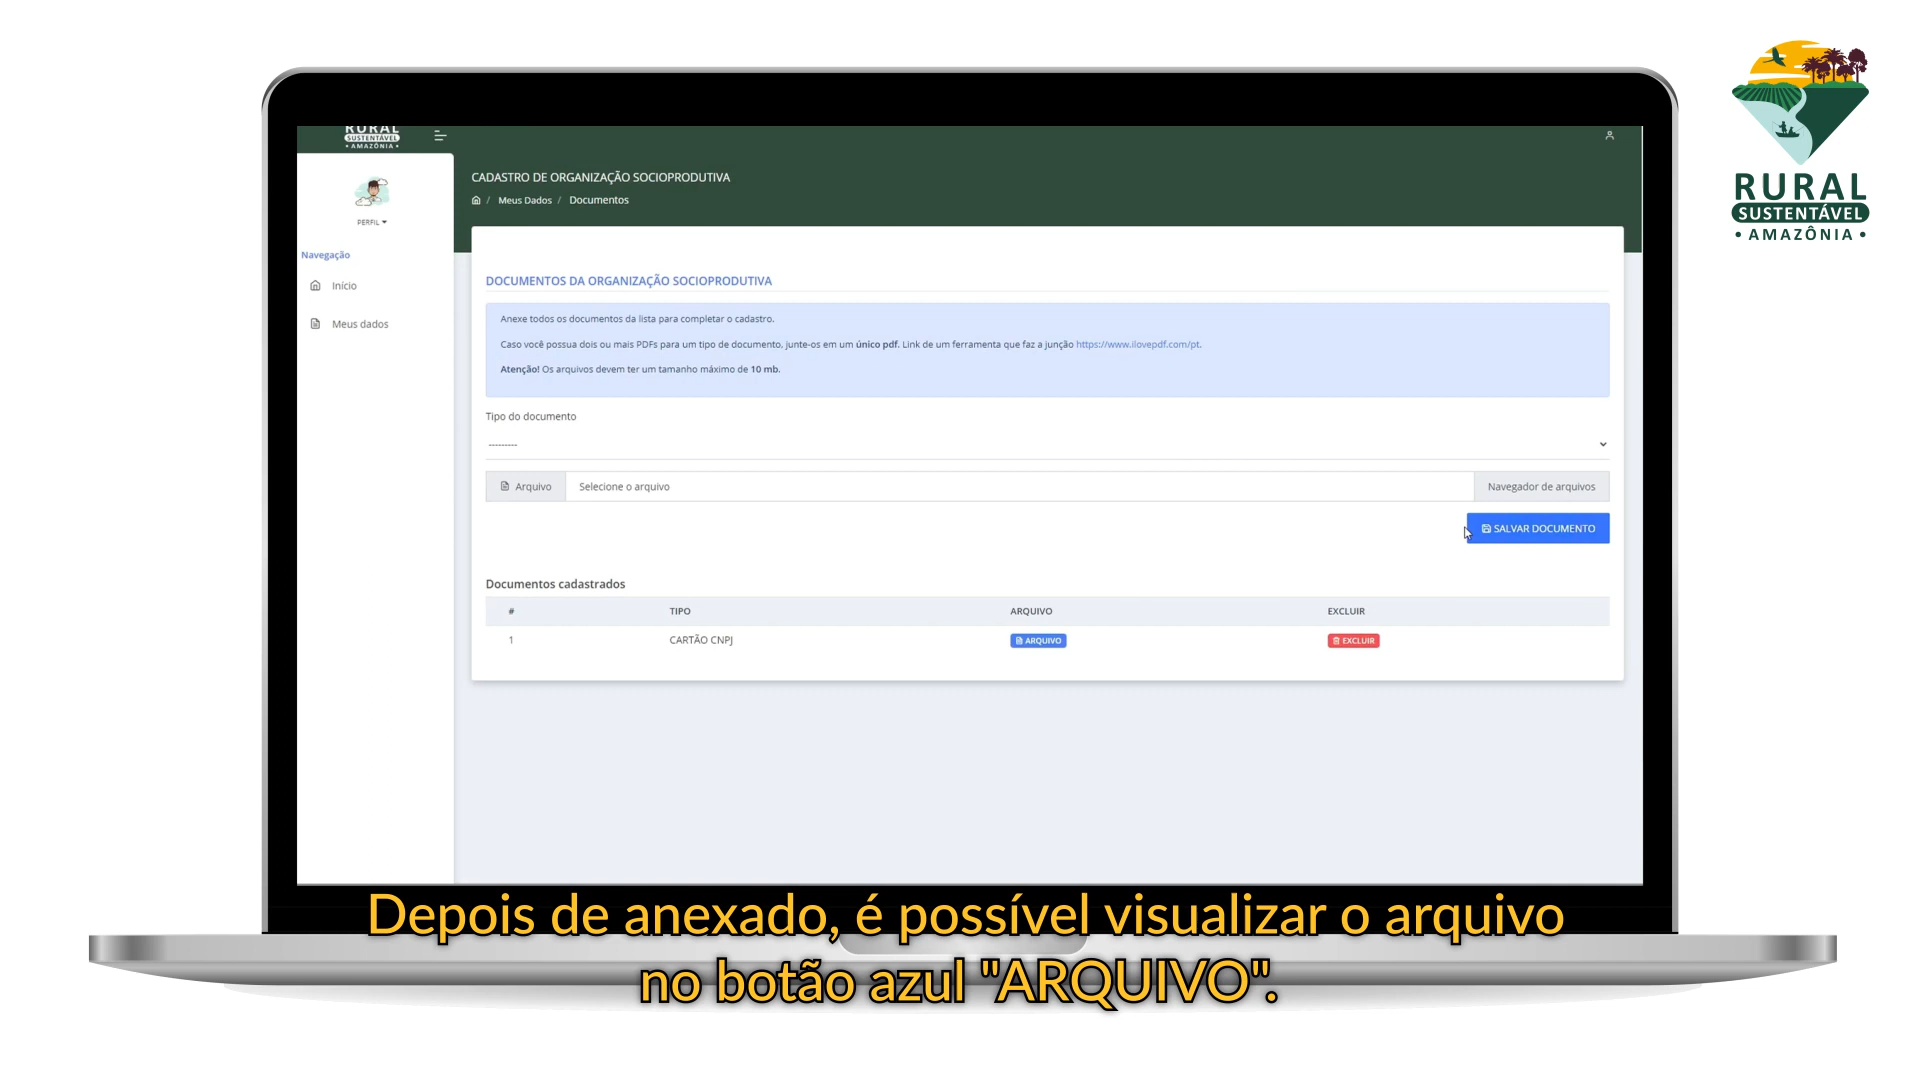 RURAL
SUSTENTÁVEL
• AMAZÔNIA •
PERFIL
Navegação
Início
Meus dados
CADASTRO DE ORGANIZAÇÃO SOCIOPRODUTIVA
/ Meus Dados / Documentos
DOCUMENTOS DA ORGANIZAÇÃO SOCIOPRODUTIVA
Anexe todos os documentos da lista para completar o cadastro.
Caso você possua dois ou mais PDFs para um tipo de documento, junte-os em um único pdf. Link de um ferramenta que faz a junção https://www.ilovepdf.com/pt.
Atenção! Os arquivos devem ter um tamanho máximo de 10 mb.
Tipo do documento
---------
Arquivo Selecione o arquivo Navegador de arquivos
SALVAR DOCUMENTO
Documentos cadastrados
# TIPO ARQUIVO EXCLUIR
1 CARTÃO CNPJ ARQUIVO EXCLUIR
RURAL
SUSTENTÁVEL
• AMAZÔNIA •
Depois de anexado, é possível visualizar o arquivo
no botão azul "ARQUIVO".